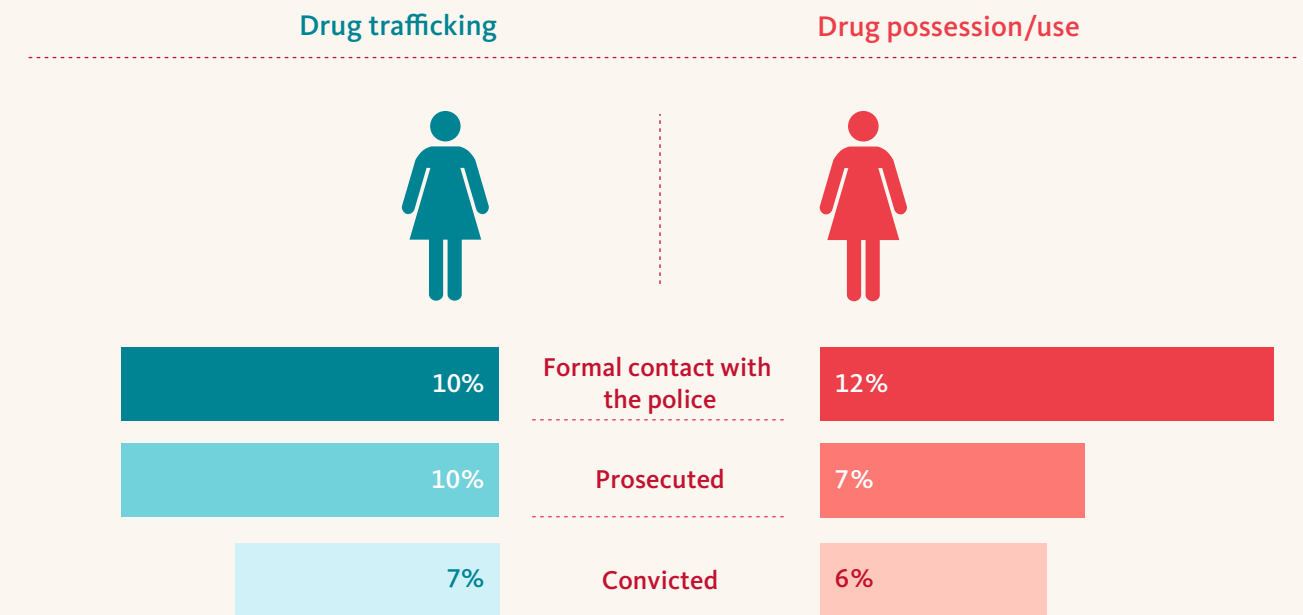 Drug trafficking
Drug possession/use
10%
Formal contact with
the police
12%
10%
Prosecuted
7%
7%
Convicted
6%